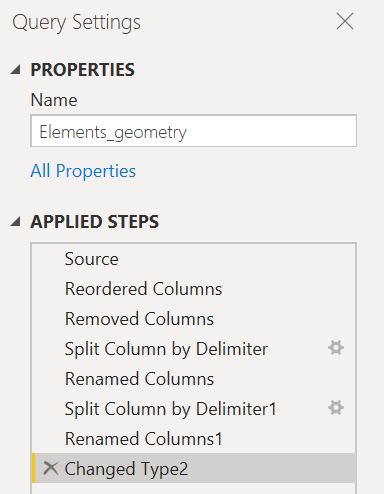 Query Settings
PROPERTIES
Name
Elements_geometry
All Properties
APPLIED STEPS
Source
Reordered Columns
Removed Columns
Split Column by Delimiter
Renamed Columns
Split Column by Delimiter1
Renamed Columns1
Changed Type2